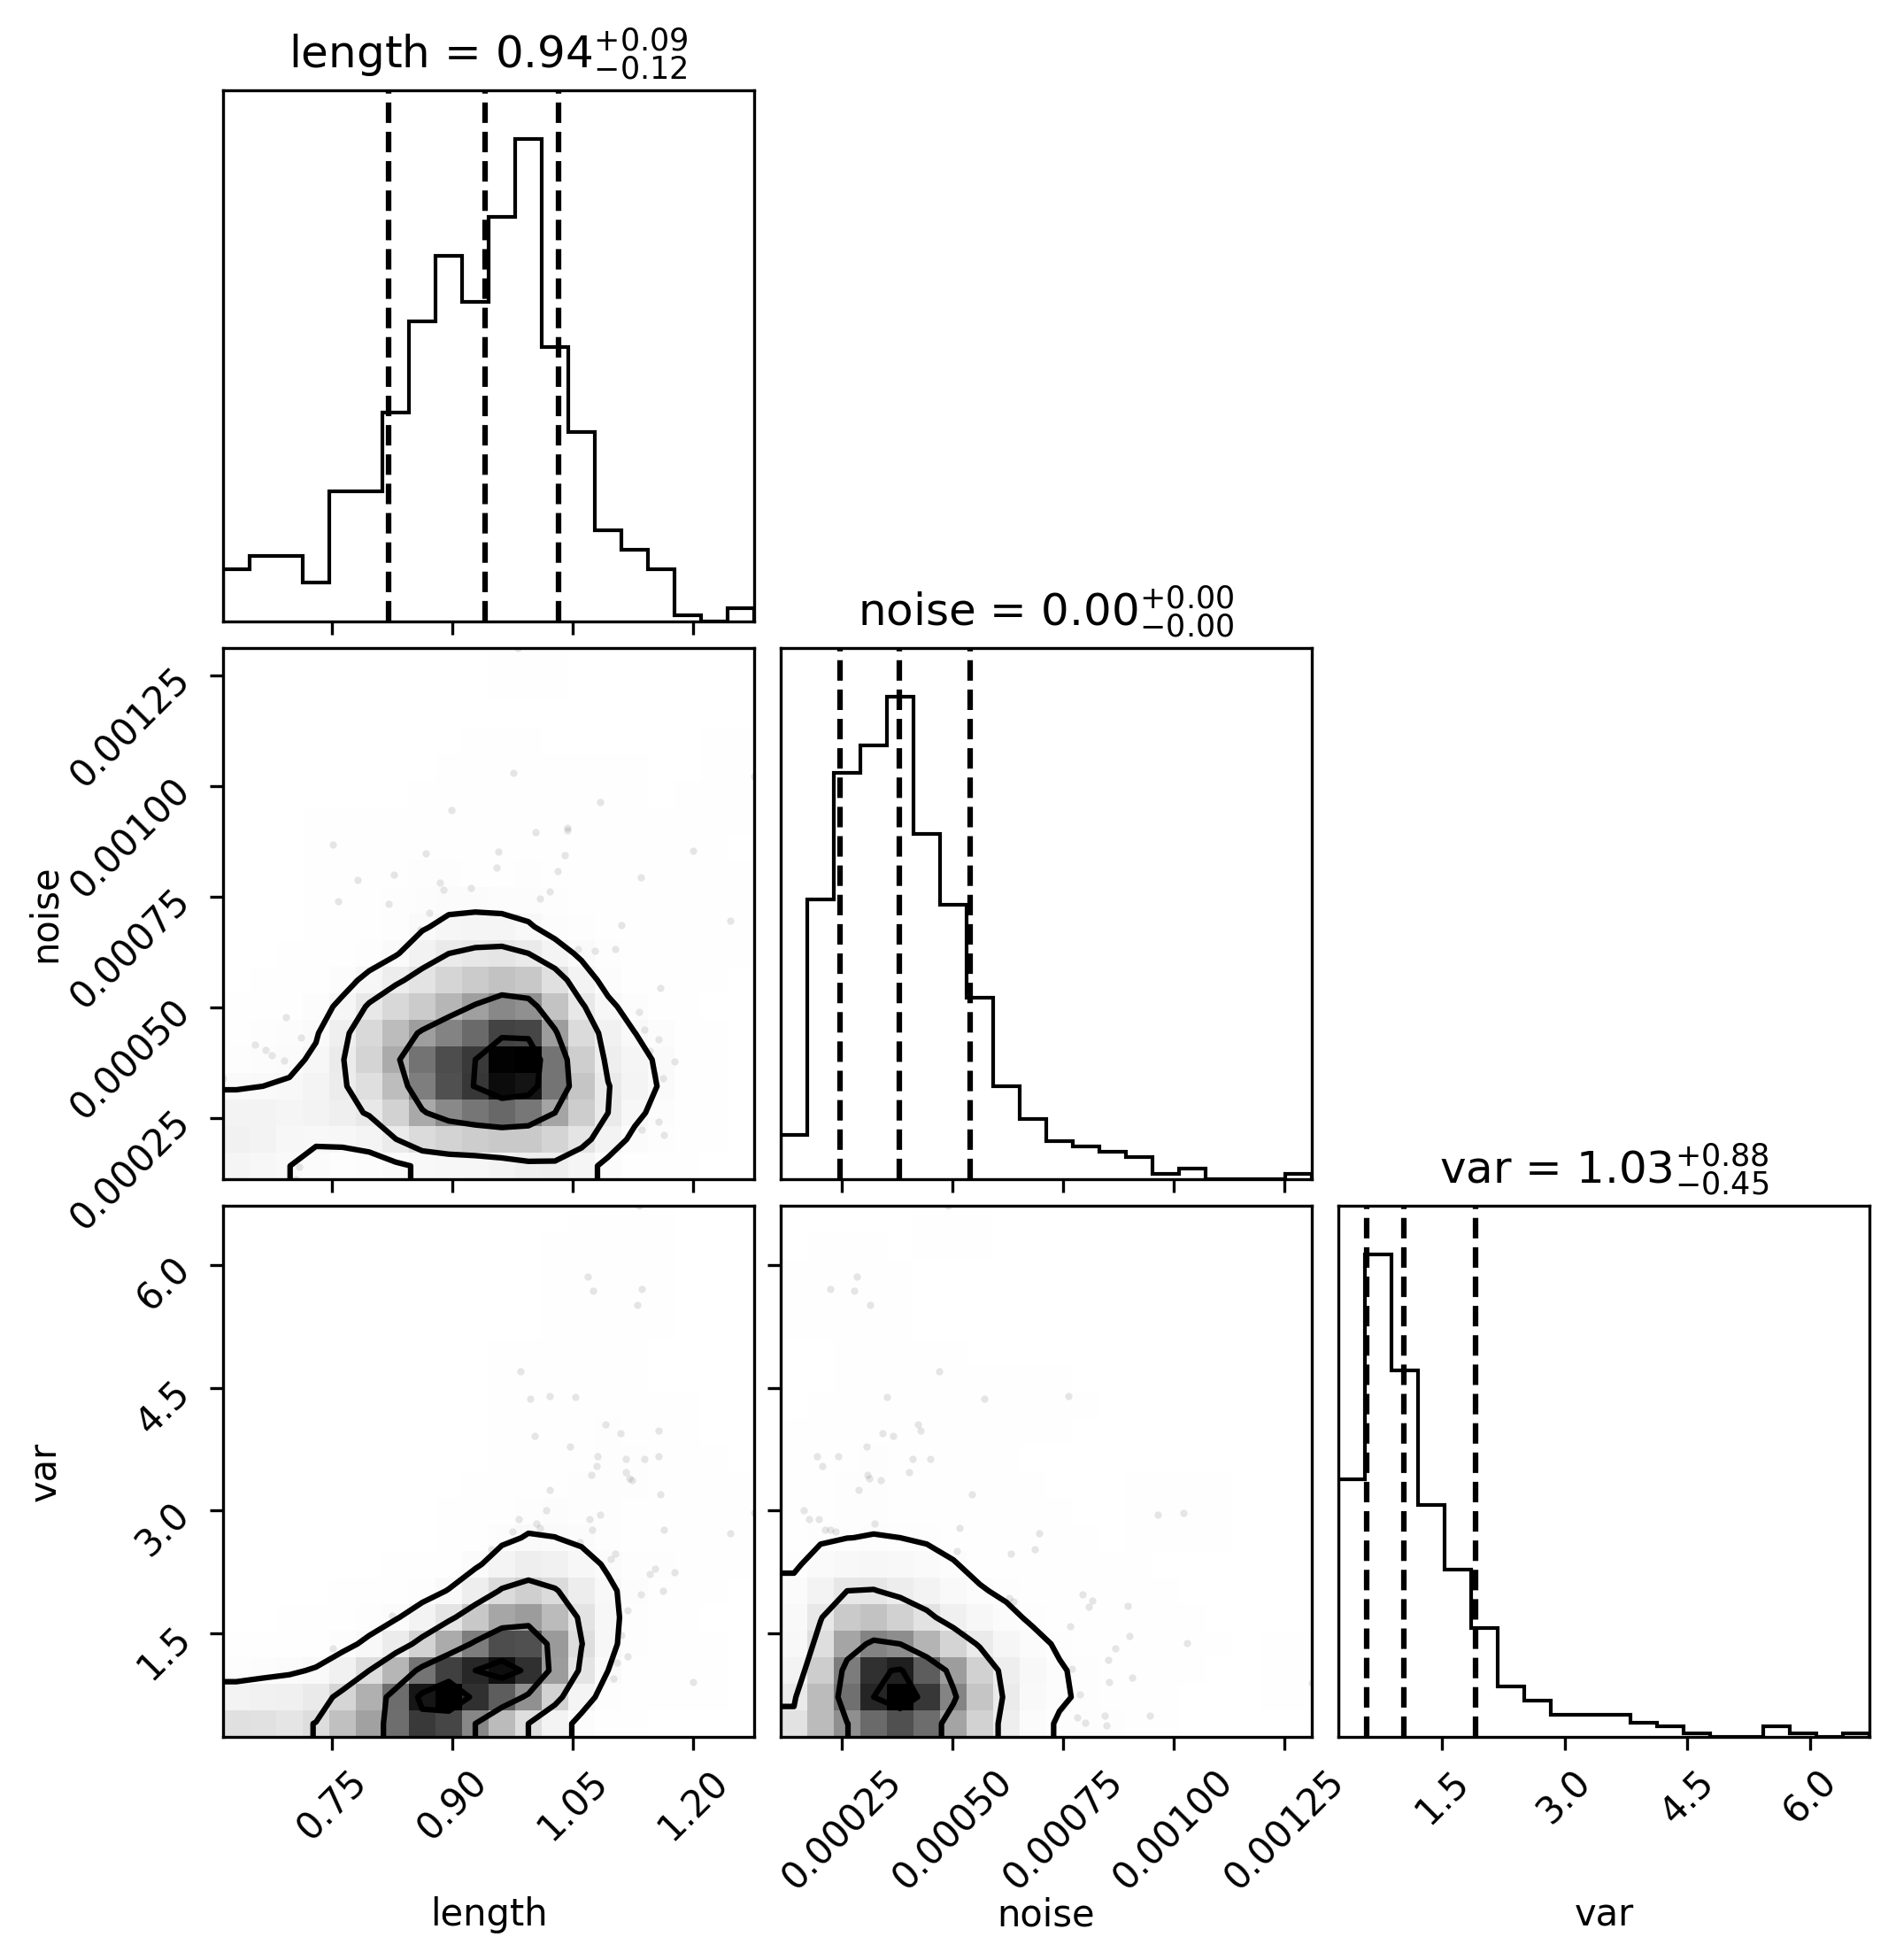 length = 0.94 +0.09 −0.12
noise = 0.00 +0.00 −0.00
var = 1.03 +0.88 −0.45
noise
0.00125
0.00100
0.00075
0.00050
0.00025
var
6.0
4.5
3.0
1.5
0.75 0.90 1.05 1.20
length
0.00025 0.00050 0.00075 0.00100 0.00125
noise
1.5 3.0 4.5 6.0
var